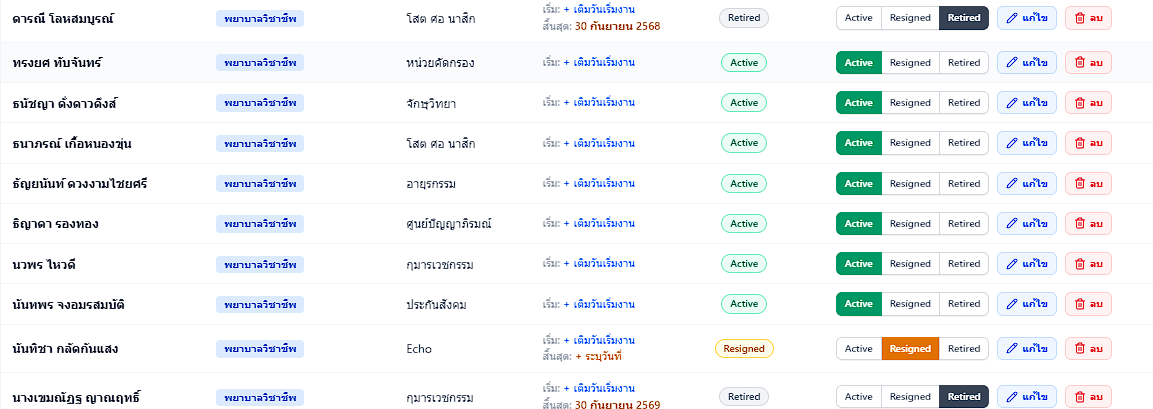 ดารณี โลหสมบูรณ์ พยาบาลวิชาชีพ โสต ศอ นาสิก เริ่ม: + เติมวันเริ่มงาน Retired Active Resigned Retired แก้ไข ลบ
สิ้นสุด: 30 กันยายน 2568
ทรงยศ ทับจันทร์ พยาบาลวิชาชีพ หน่วยคัดกรอง เริ่ม: + เติมวันเริ่มงาน Active Active Resigned Retired แก้ไข ลบ
ธนัชญา ดั่งดาวดึงส์ พยาบาลวิชาชีพ จักษุวิทยา เริ่ม: + เติมวันเริ่มงาน Active Active Resigned Retired แก้ไข ลบ
ธนาภรณ์ เกื้อหนองขุ่น พยาบาลวิชาชีพ โสต ศอ นาสิก เริ่ม: + เติมวันเริ่มงาน Active Active Resigned Retired แก้ไข ลบ
ธัญยนันท์ ดวงงามไชยศรี พยาบาลวิชาชีพ อายุรกรรม เริ่ม: + เติมวันเริ่มงาน Active Active Resigned Retired แก้ไข ลบ
ธิญาดา รองทอง พยาบาลวิชาชีพ ศูนย์ปัญญาภิรมณ์ เริ่ม: + เติมวันเริ่มงาน Active Active Resigned Retired แก้ไข ลบ
นวพร ไหวดี พยาบาลวิชาชีพ กุมารเวชกรรม เริ่ม: + เติมวันเริ่มงาน Active Active Resigned Retired แก้ไข ลบ
นันทพร จงอมรสมบัติ พยาบาลวิชาชีพ ประกันสังคม เริ่ม: + เติมวันเริ่มงาน Active Active Resigned Retired แก้ไข ลบ
นันทิชา กลัดกันแสง พยาบาลวิชาชีพ Echo เริ่ม: + เติมวันเริ่มงาน Resigned Active Resigned Retired แก้ไข ลบ
สิ้นสุด: + ระบุวันที่
นางเขมณัฏฐ ญาณฤทธิ์ พยาบาลวิชาชีพ กุมารเวชกรรม เริ่ม: + เติมวันเริ่มงาน Retired Active Resigned Retired แก้ไข ลบ
สิ้นสุด: 30 กันยายน 2569